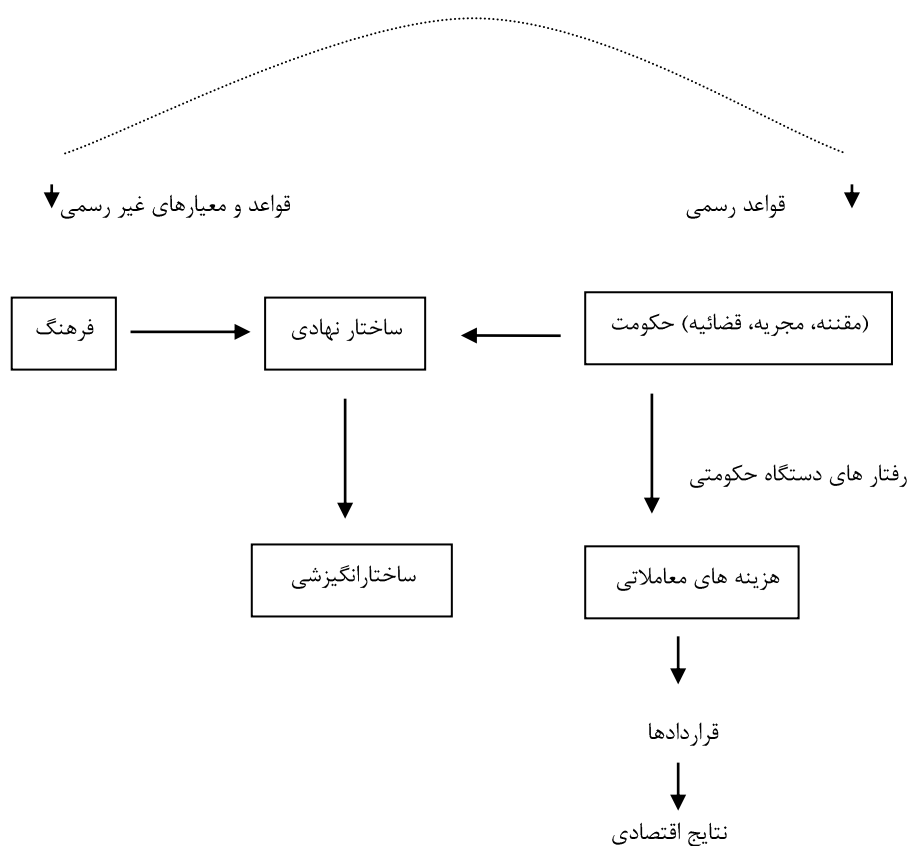 قواعد رسمی
قواعد و معیارهای غیر رسمی
(مقننه، مجریه، قضائیه) حکومت
ساختار نهادی
فرهنگ
رفتار های دستگاه حکومتی
هزینه های معاملاتی
ساختارانگیزشی
قراردادها
نتایج اقتصادی